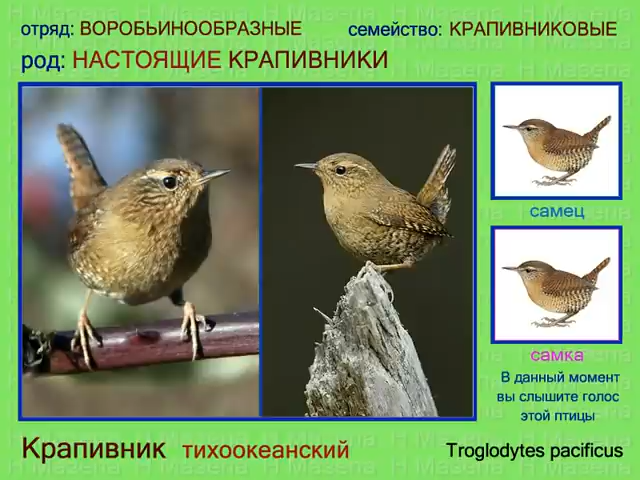 отряд: ВОРОБЬИНООБРАЗНЫЕ
семейство: КРАПИВНИКОВЫЕ
род: НАСТОЯЩИЕ КРАПИВНИКИ
самец
самка
В данный момент
вы слышите голос
этой птицы
Крапивник тихоокеанский
Troglodytes pacificus